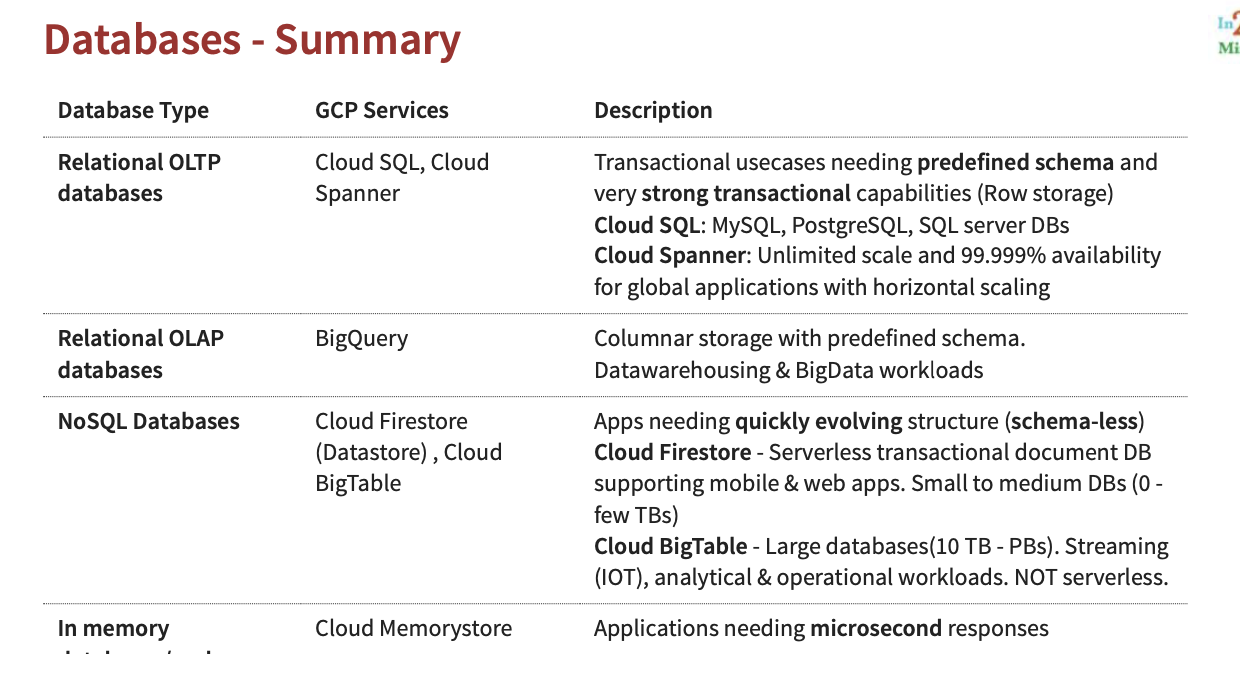 Databases - Summary
In
Mi
Database Type
GCP Services
Description
Relational OLTP
databases
Cloud SQL, Cloud
Spanner
Transactional usecases needing predefined schema and
very strong transactional capabilities (Row storage)
Cloud SQL: MySQL, PostgreSQL, SQL server DBs
Cloud Spanner: Unlimited scale and 99.999% availability
for global applications with horizontal scaling
Relational OLAP
databases
BigQuery
Columnar storage with predefined schema.
Datawarehousing & BigData workloads
NoSQL Databases
Cloud Firestore
(Datastore) , Cloud
BigTable
Apps needing quickly evolving structure (schema-less)
Cloud Firestore - Serverless transactional document DB
supporting mobile & web apps. Small to medium DBs (0 -
few TBs)
Cloud BigTable - Large databases(10 TB - PBs). Streaming
(IOT), analytical & operational workloads. NOT serverless.
In memory
Cloud Memorystore
Applications needing microsecond responses